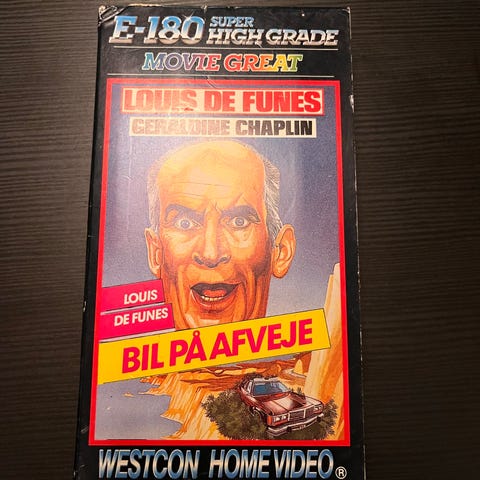 E-180 SUPER HIGH GRADE
MOVIE GREAT
LOUIS DE FUNES
GERALDINE CHAPLIN
LOUIS
DE FUNES
BIL PÅ AFVEJE
WESTCON HOME VIDEO ®